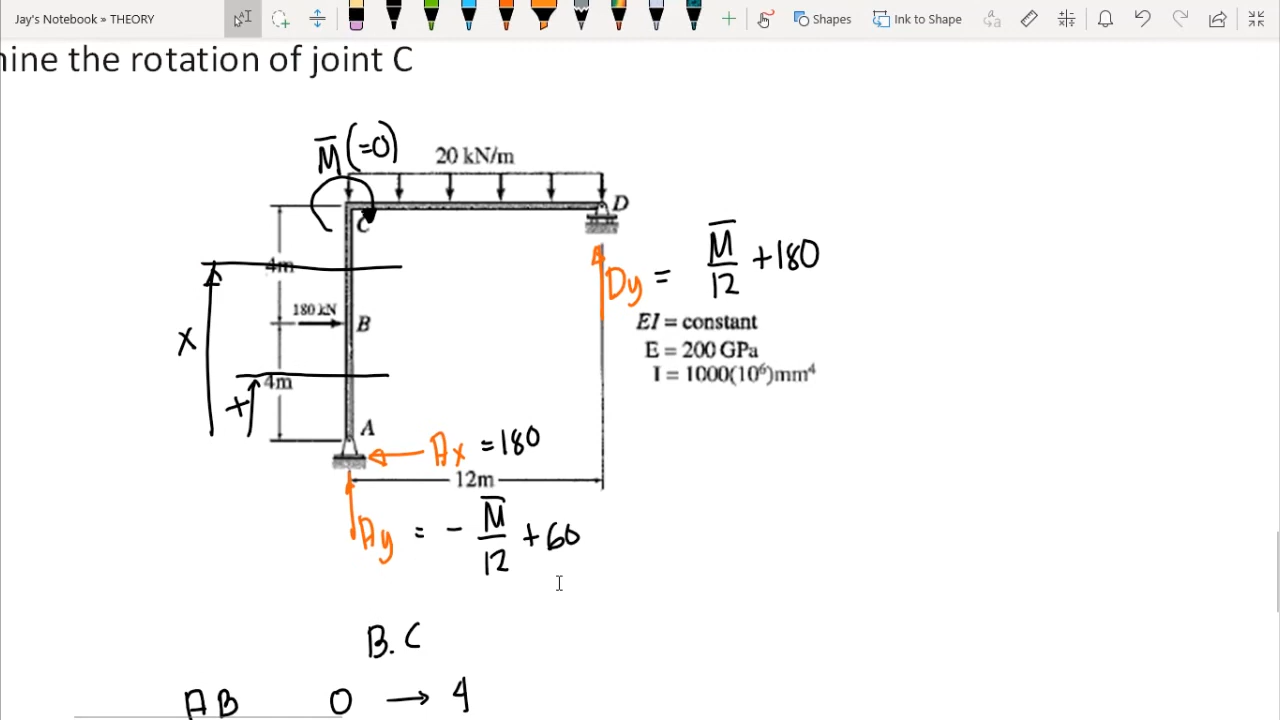 Jay's Notebook » THEORY
Shapes
Ink to Shape
nine the rotation of joint C
M̅ (=0)
20 kN/m
D
C
4m
Dy = M̅/12 +180
180 kN
B
x
EI = constant
E = 200 GPa
I = 1000(10⁶)mm⁴
4m
A
Ax =180
12m
Ay = - M̅/12 +60
B.C
AB 0 → 4